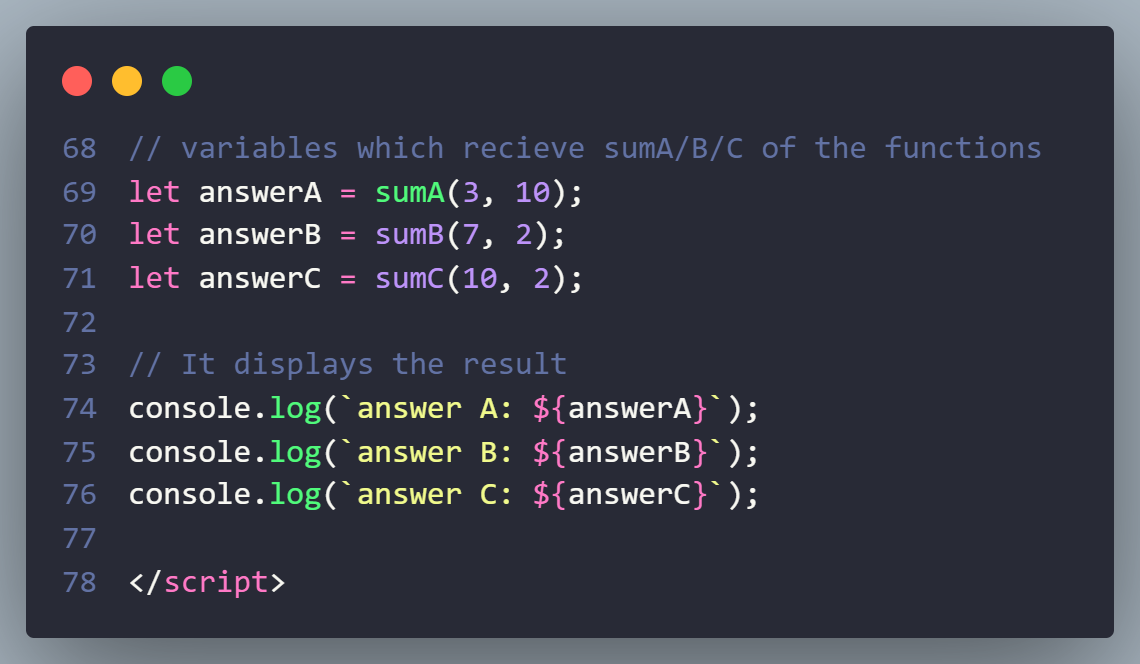 68 // variables which recieve sumA/B/C of the functions
69 let answerA = sumA(3, 10);
70 let answerB = sumB(7, 2);
71 let answerC = sumC(10, 2);
72
73 // It displays the result
74 console.log(`answer A: ${answerA}`);
75 console.log(`answer B: ${answerB}`);
76 console.log(`answer C: ${answerC}`);
77
78 </script>